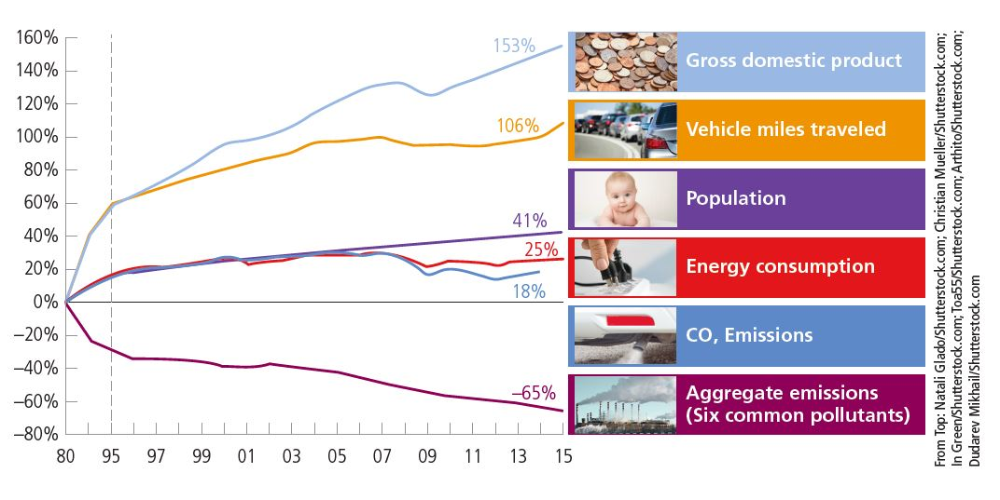 160%
140%
120%
100%
80%
60%
40%
20%
0%
–20%
–40%
–60%
–80%
80 95 97 99 01 03 05 07 09 11 13 15
153%
106%
41%
25%
18%
–65%
Gross domestic product
Vehicle miles traveled
Population
Energy consumption
CO, Emissions
Aggregate emissions
(Six common pollutants)
From Top: Natali Glado/Shutterstock.com; Christian Mueller/Shutterstock.com;
In Green/Shutterstock.com; Toa55/Shutterstock.com; Arthito/Shutterstock.com;
Dudarev Mikhail/Shutterstock.com